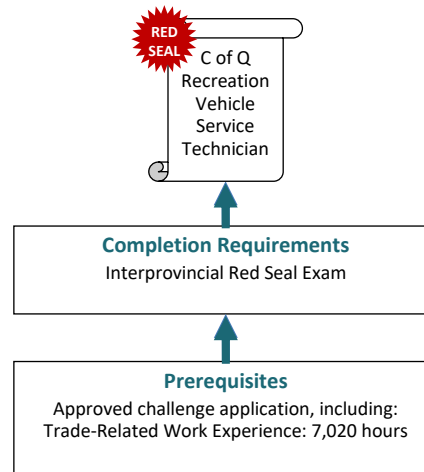 RED
SEAL
C of Q
Recreation
Vehicle
Service
Technician
Completion Requirements
Interprovincial Red Seal Exam
Prerequisites
Approved challenge application, including:
Trade-Related Work Experience: 7,020 hours